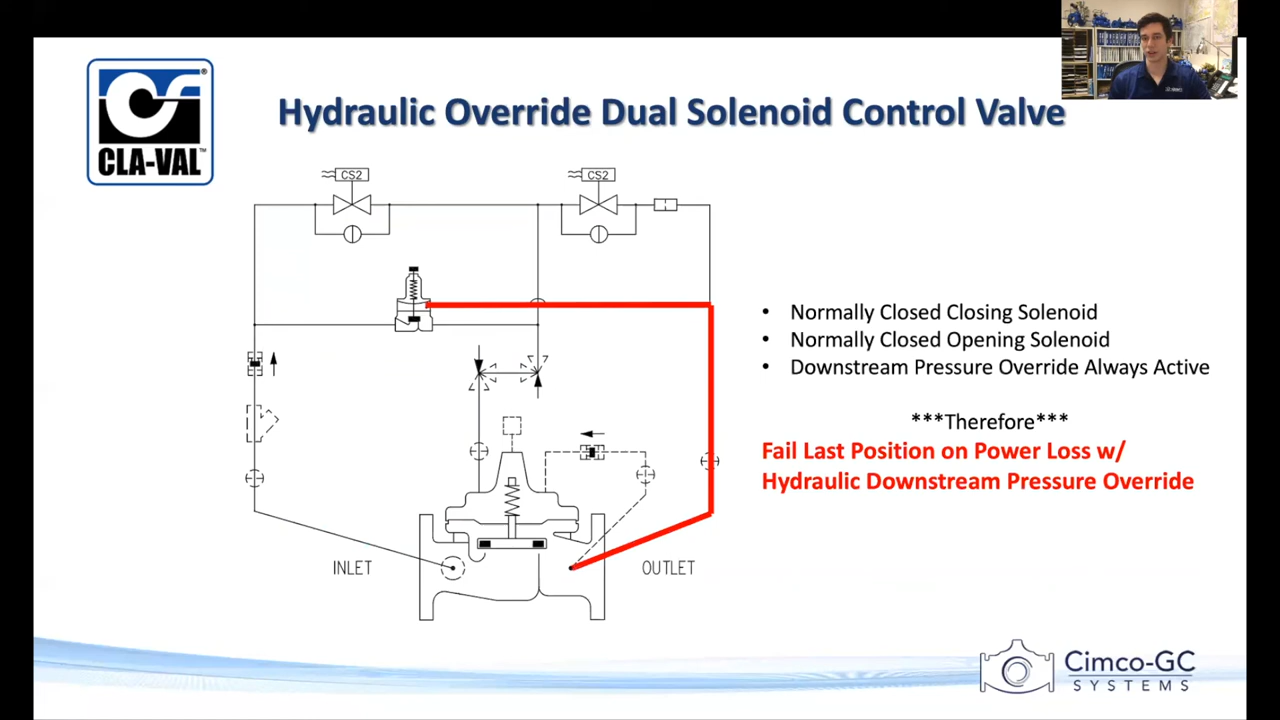 CLA-VAL
Hydraulic Override Dual Solenoid Control Valve
CS2
CS2
• Normally Closed Closing Solenoid
• Normally Closed Opening Solenoid
• Downstream Pressure Override Always Active
***Therefore***
Fail Last Position on Power Loss w/
Hydraulic Downstream Pressure Override
INLET
OUTLET
Cimco-GC
SYSTEMS